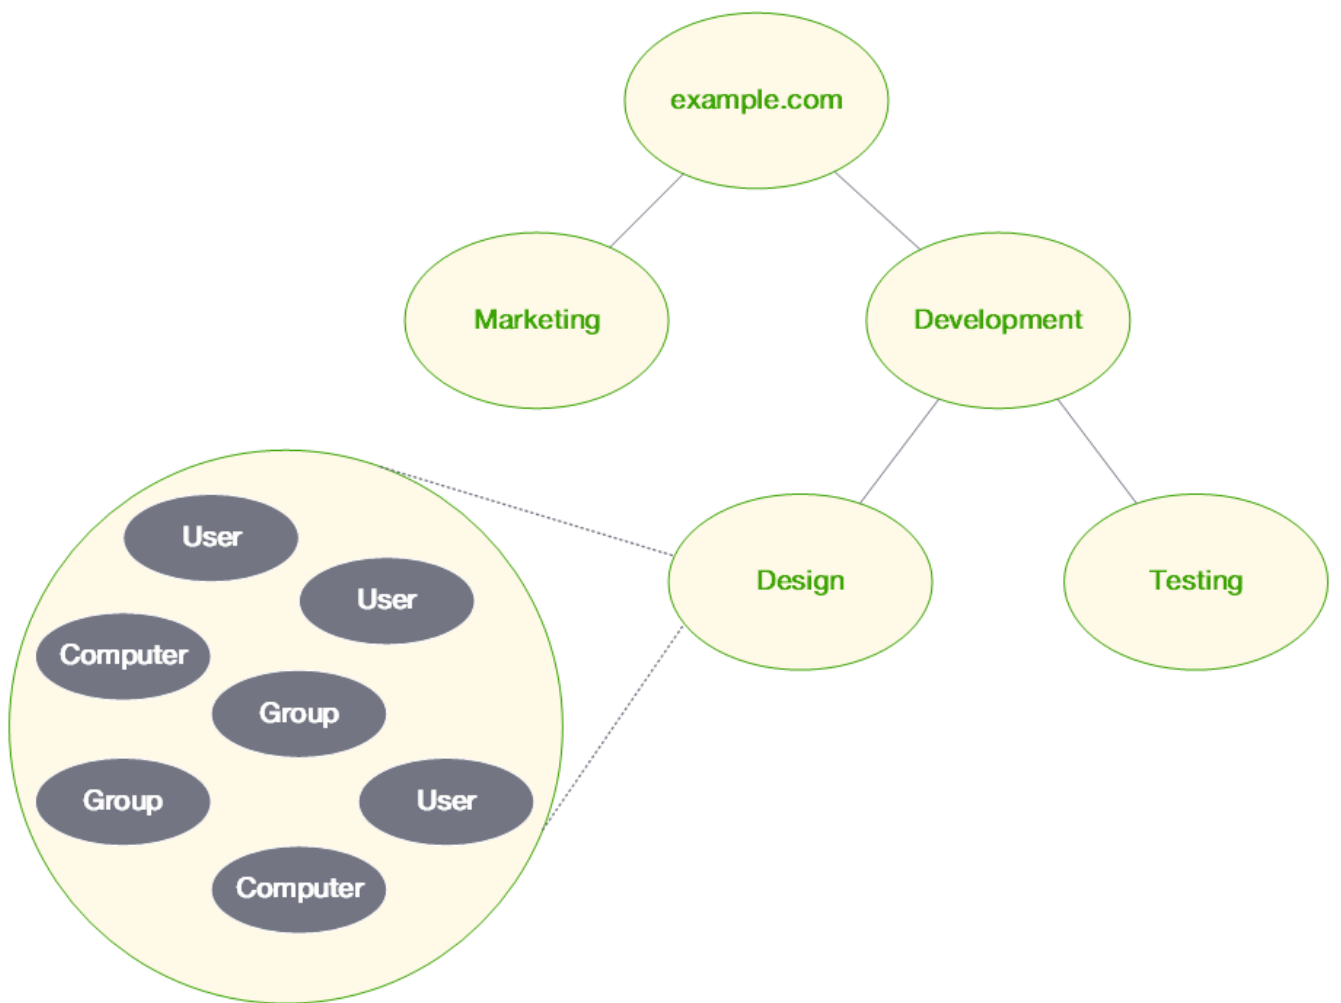 example.com
Marketing
Development
Design
Testing
User
User
Computer
Group
Group
User
Computer